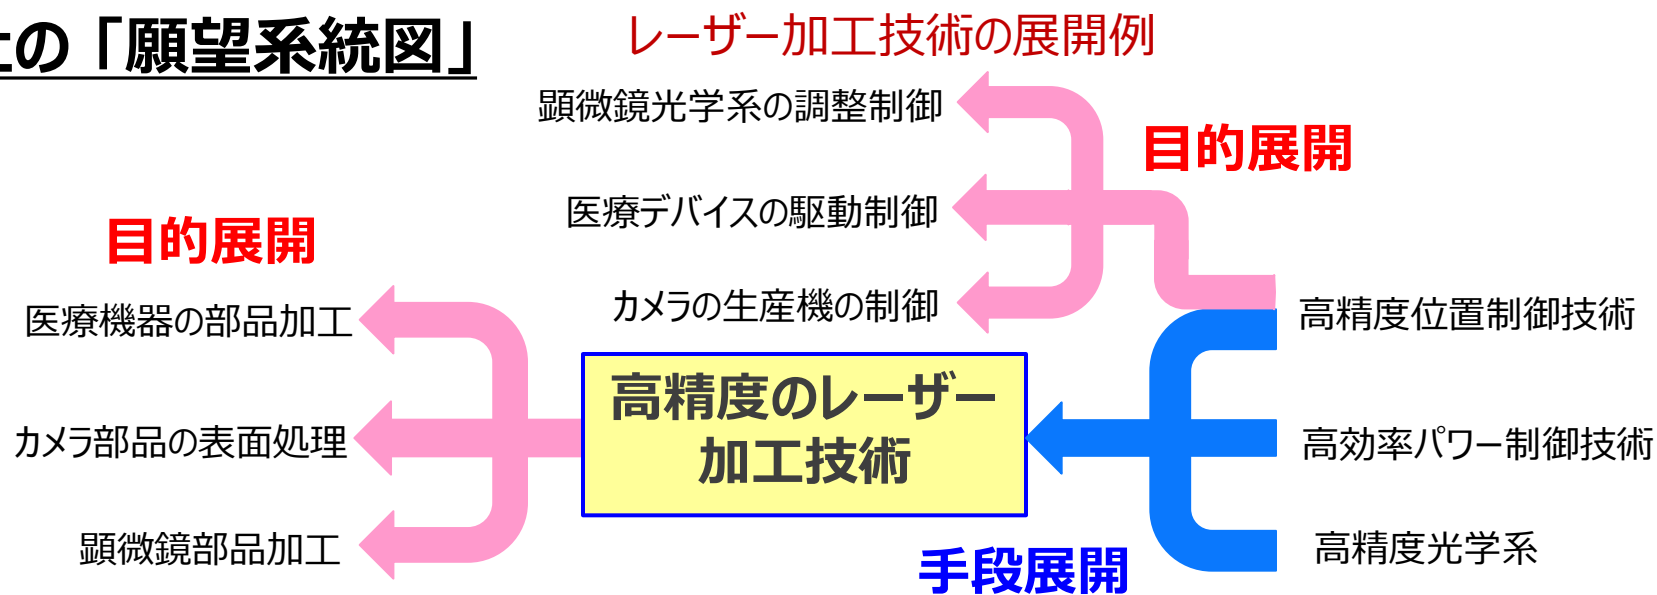 の「願望系統図」
レーザー加工技術の展開例
顕微鏡光学系の調整制御
目的展開
医療デバイスの駆動制御
目的展開
カメラの生産機の制御
医療機器の部品加工
高精度位置制御技術
高精度のレーザー
加工技術
カメラ部品の表面処理
高効率パワー制御技術
顕微鏡部品加工
高精度光学系
手段展開